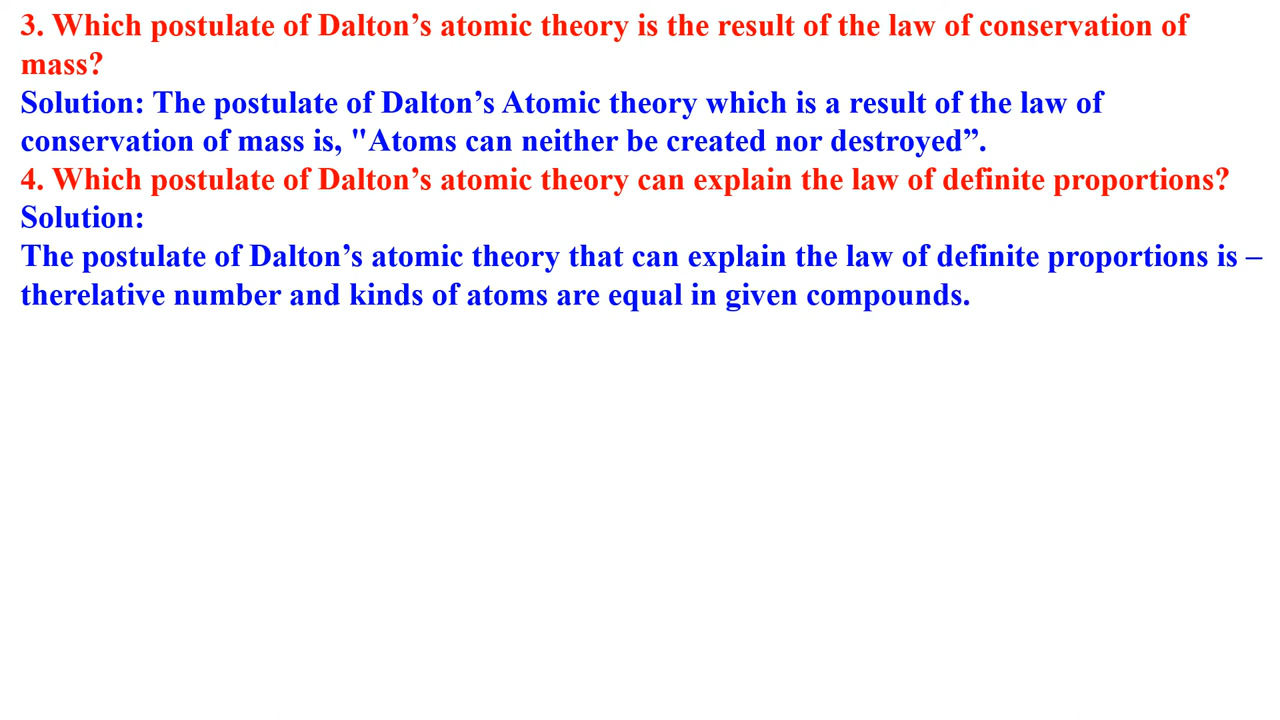 3. Which postulate of Dalton’s atomic theory is the result of the law of conservation of
mass?
Solution: The postulate of Dalton’s Atomic theory which is a result of the law of
conservation of mass is, "Atoms can neither be created nor destroyed”.
4. Which postulate of Dalton’s atomic theory can explain the law of definite proportions?
Solution:
The postulate of Dalton’s atomic theory that can explain the law of definite proportions is –
therelative number and kinds of atoms are equal in given compounds.